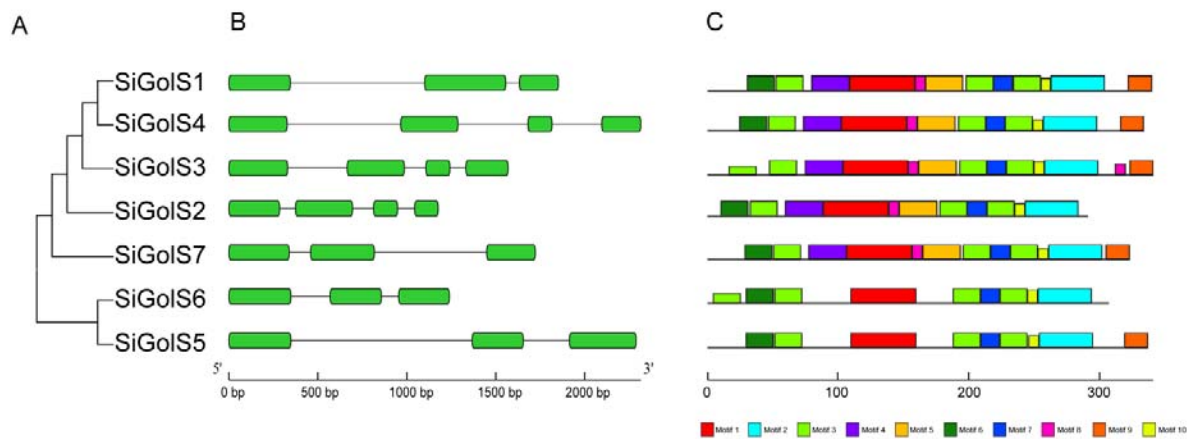 A B C
SiGolS1
SiGolS4
SiGolS3
SiGolS2
SiGolS7
SiGolS6
SiGolS5
5' 3'
0 bp 500 bp 1000 bp 1500 bp 2000 bp
0 100 200 300
Motif 1 Motif 2 Motif 3 Motif 4 Motif 5 Motif 6 Motif 7 Motif 8 Motif 9 Motif 10